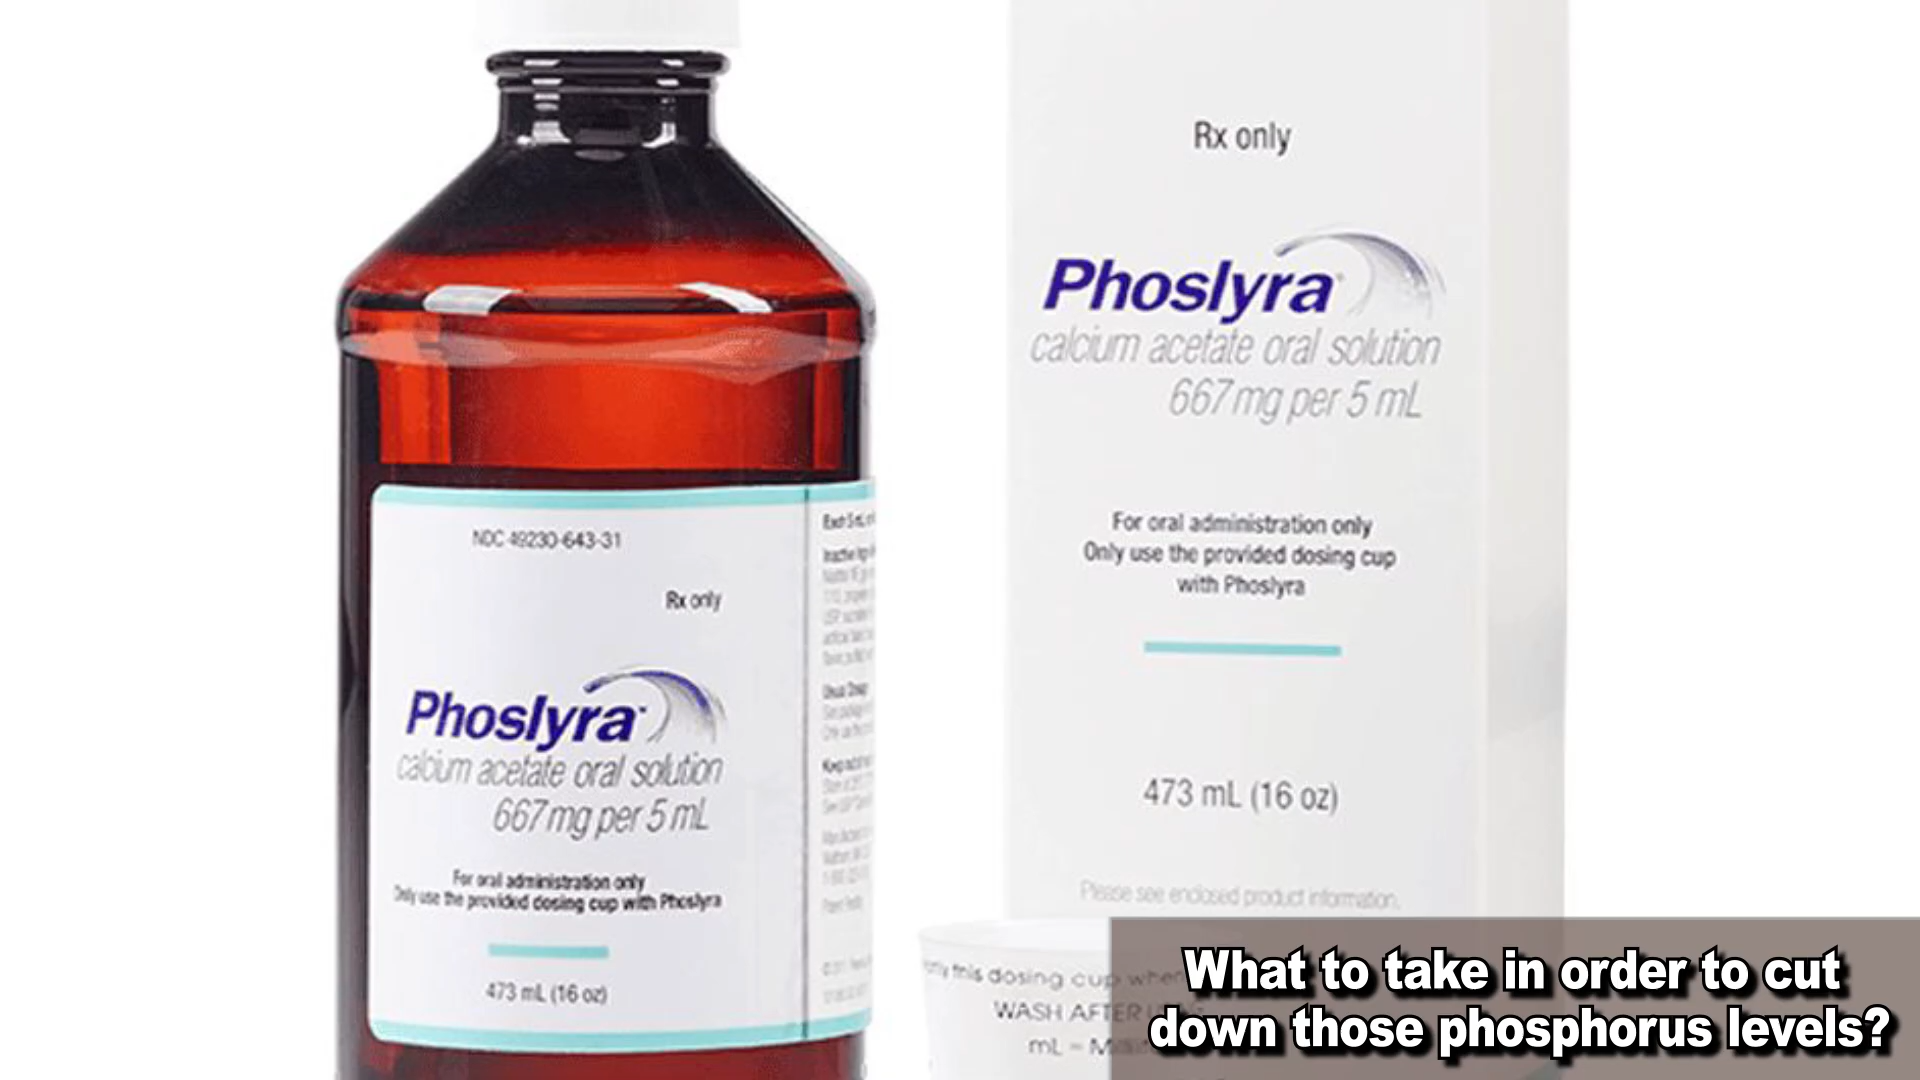 NDC 49230-643-31
Rx only
Phoslyra
calcium acetate oral solution
667 mg per 5 mL
For oral administration only
Only use the provided dosing cup with Phoslyra
473 mL (16 oz)
Rx only
Phoslyra
calcium acetate oral solution
667 mg per 5 mL
For oral administration only
Only use the provided dosing cup
with Phoslyra
473 mL (16 oz)
Please see enclosed product information.
this dosing cup
WASH AFTER
mL =
What to take in order to cut
down those phosphorus levels?